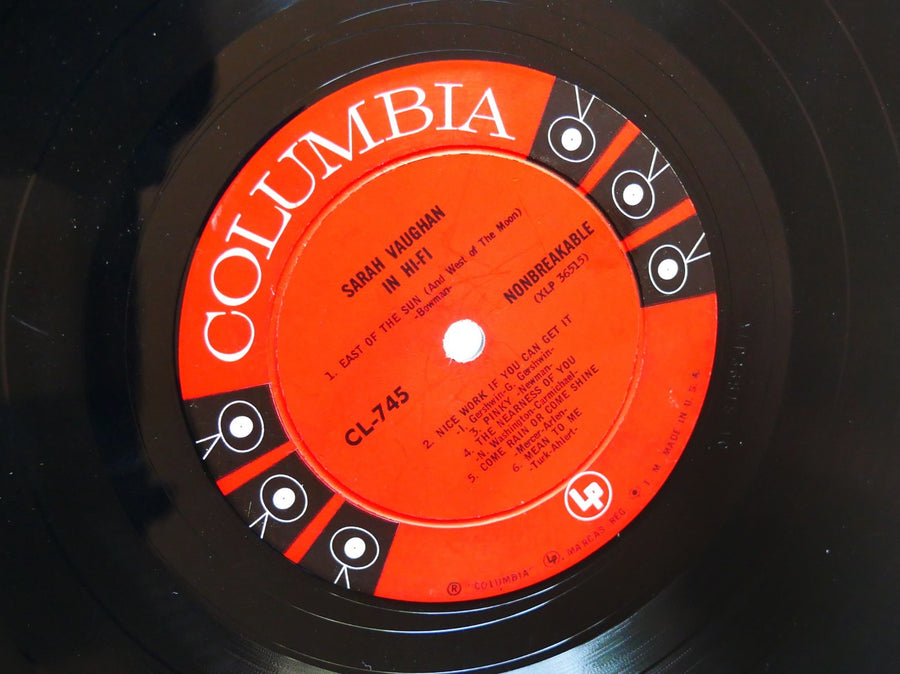 COLUMBIA
SARAH VAUGHAN
IN HI-FI
1. EAST OF THE SUN (And West of The Moon)
-Bowman-
NONBREAKABLE
(XLP 36515)
CL-745
2. NICE WORK IF YOU CAN GET IT
-I. Gershwin-G. Gershwin-
3. PINKY -Newman-
4. THE NEARNESS OF YOU
-N. Washington-Carmichael-
5. COME RAIN OR COME SHINE
-Mercer-Arlen-
6. MEAN TO ME
-Turk-Ahlert-
LP
® "COLUMBIA" LP MARCAS REG. T. M. MADE IN U.S.A.